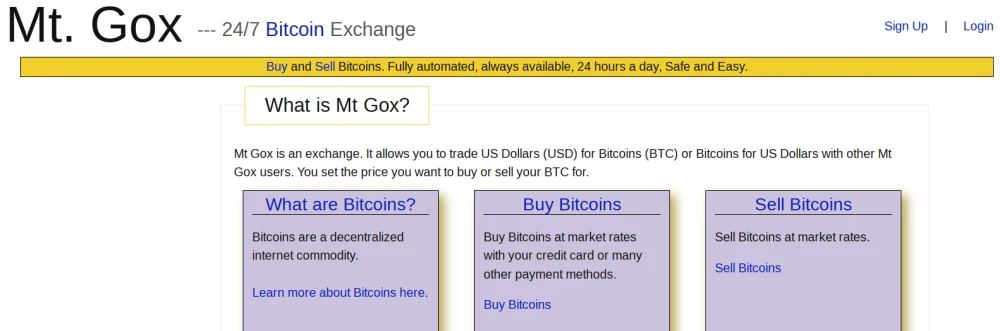 Mt. Gox --- 24/7 Bitcoin Exchange
Sign Up | Login
Buy and Sell Bitcoins. Fully automated, always available, 24 hours a day, Safe and Easy.
What is Mt Gox?
Mt Gox is an exchange. It allows you to trade US Dollars (USD) for Bitcoins (BTC) or Bitcoins for US Dollars with other Mt
Gox users. You set the price you want to buy or sell your BTC for.
What are Bitcoins?
Bitcoins are a decentralized
internet commodity.
Learn more about Bitcoins here.
Buy Bitcoins
Buy Bitcoins at market rates
with your credit card or many
other payment methods.
Buy Bitcoins
Sell Bitcoins
Sell Bitcoins at market rates.
Sell Bitcoins